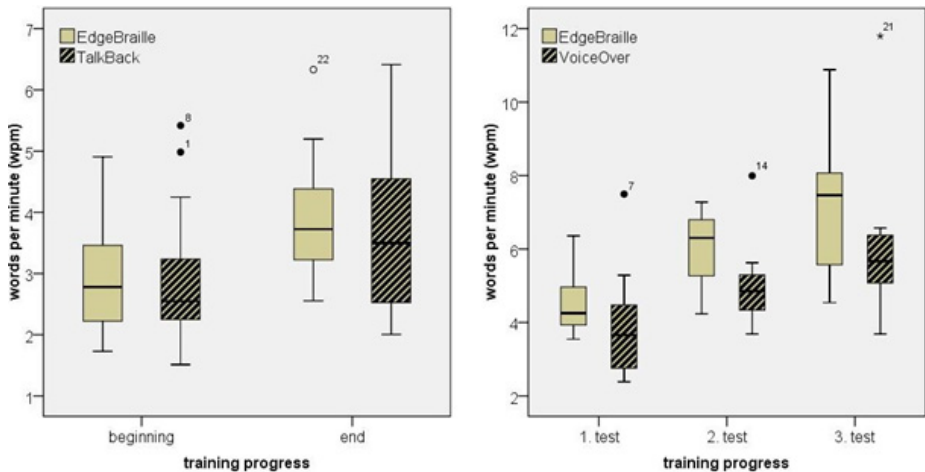 7
6
5
4
3
2
1
words per minute (wpm)
EdgeBraille
TalkBack
8
1
22
beginning
end
training progress
12
10
8
6
4
2
words per minute (wpm)
EdgeBraille
VoiceOver
7
14
21
1. test
2. test
3. test
training progress